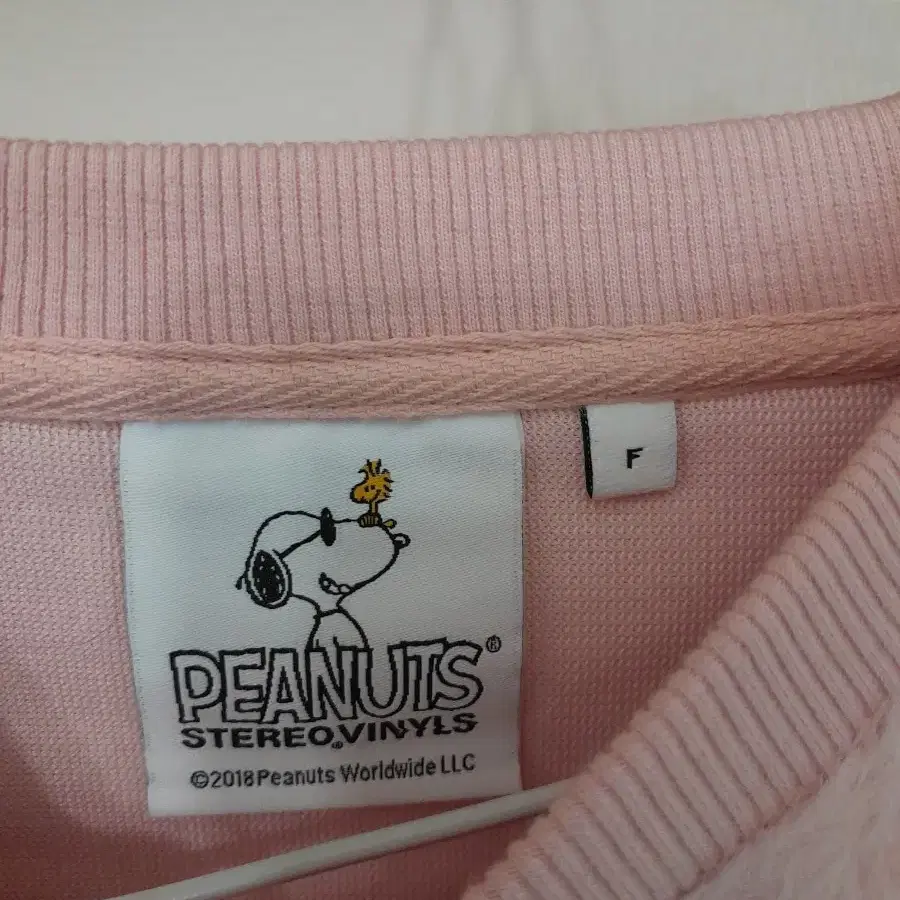 F
PEANUTS®
STEREO.VINYLS
©2018 Peanuts Worldwide LLC